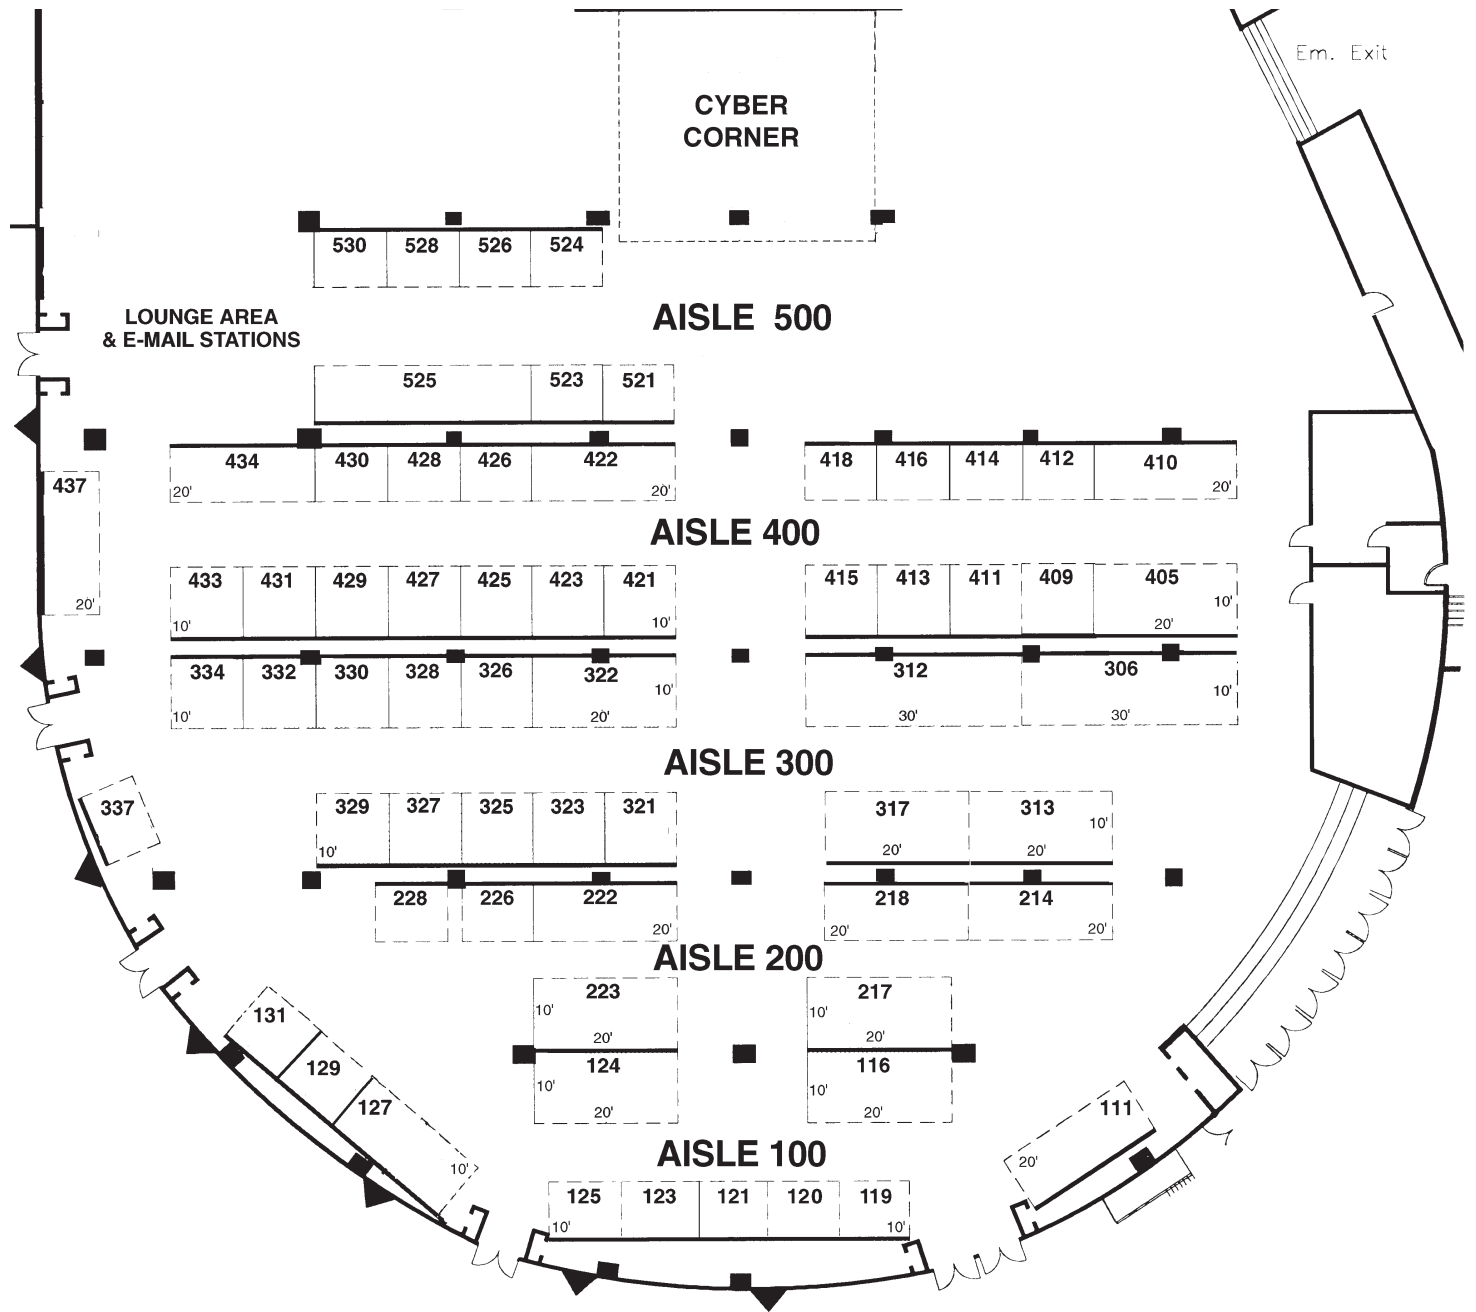 Em. Exit
CYBER
CORNER
530 528 526 524
LOUNGE AREA
& E-MAIL STATIONS
AISLE 500
525 523 521
434 430 428 426 422
20' 20'
418 416 414 412 410
20'
437
20'
AISLE 400
433 431 429 427 425 423 421
10' 10'
415 413 411 409 405
10'
20'
334 332 330 328 326 322
10'
10' 20'
312 306
10'
30' 30'
AISLE 300
337
329 327 325 323 321
10'
317 313
10'
20' 20'
228 226 222
20'
218 214
20' 20'
AISLE 200
223
10'
20'
217
10'
20'
124
10'
20'
116
10'
20'
131
129
127
10'
111
20'
AISLE 100
125 123 121 120 119
10' 10'